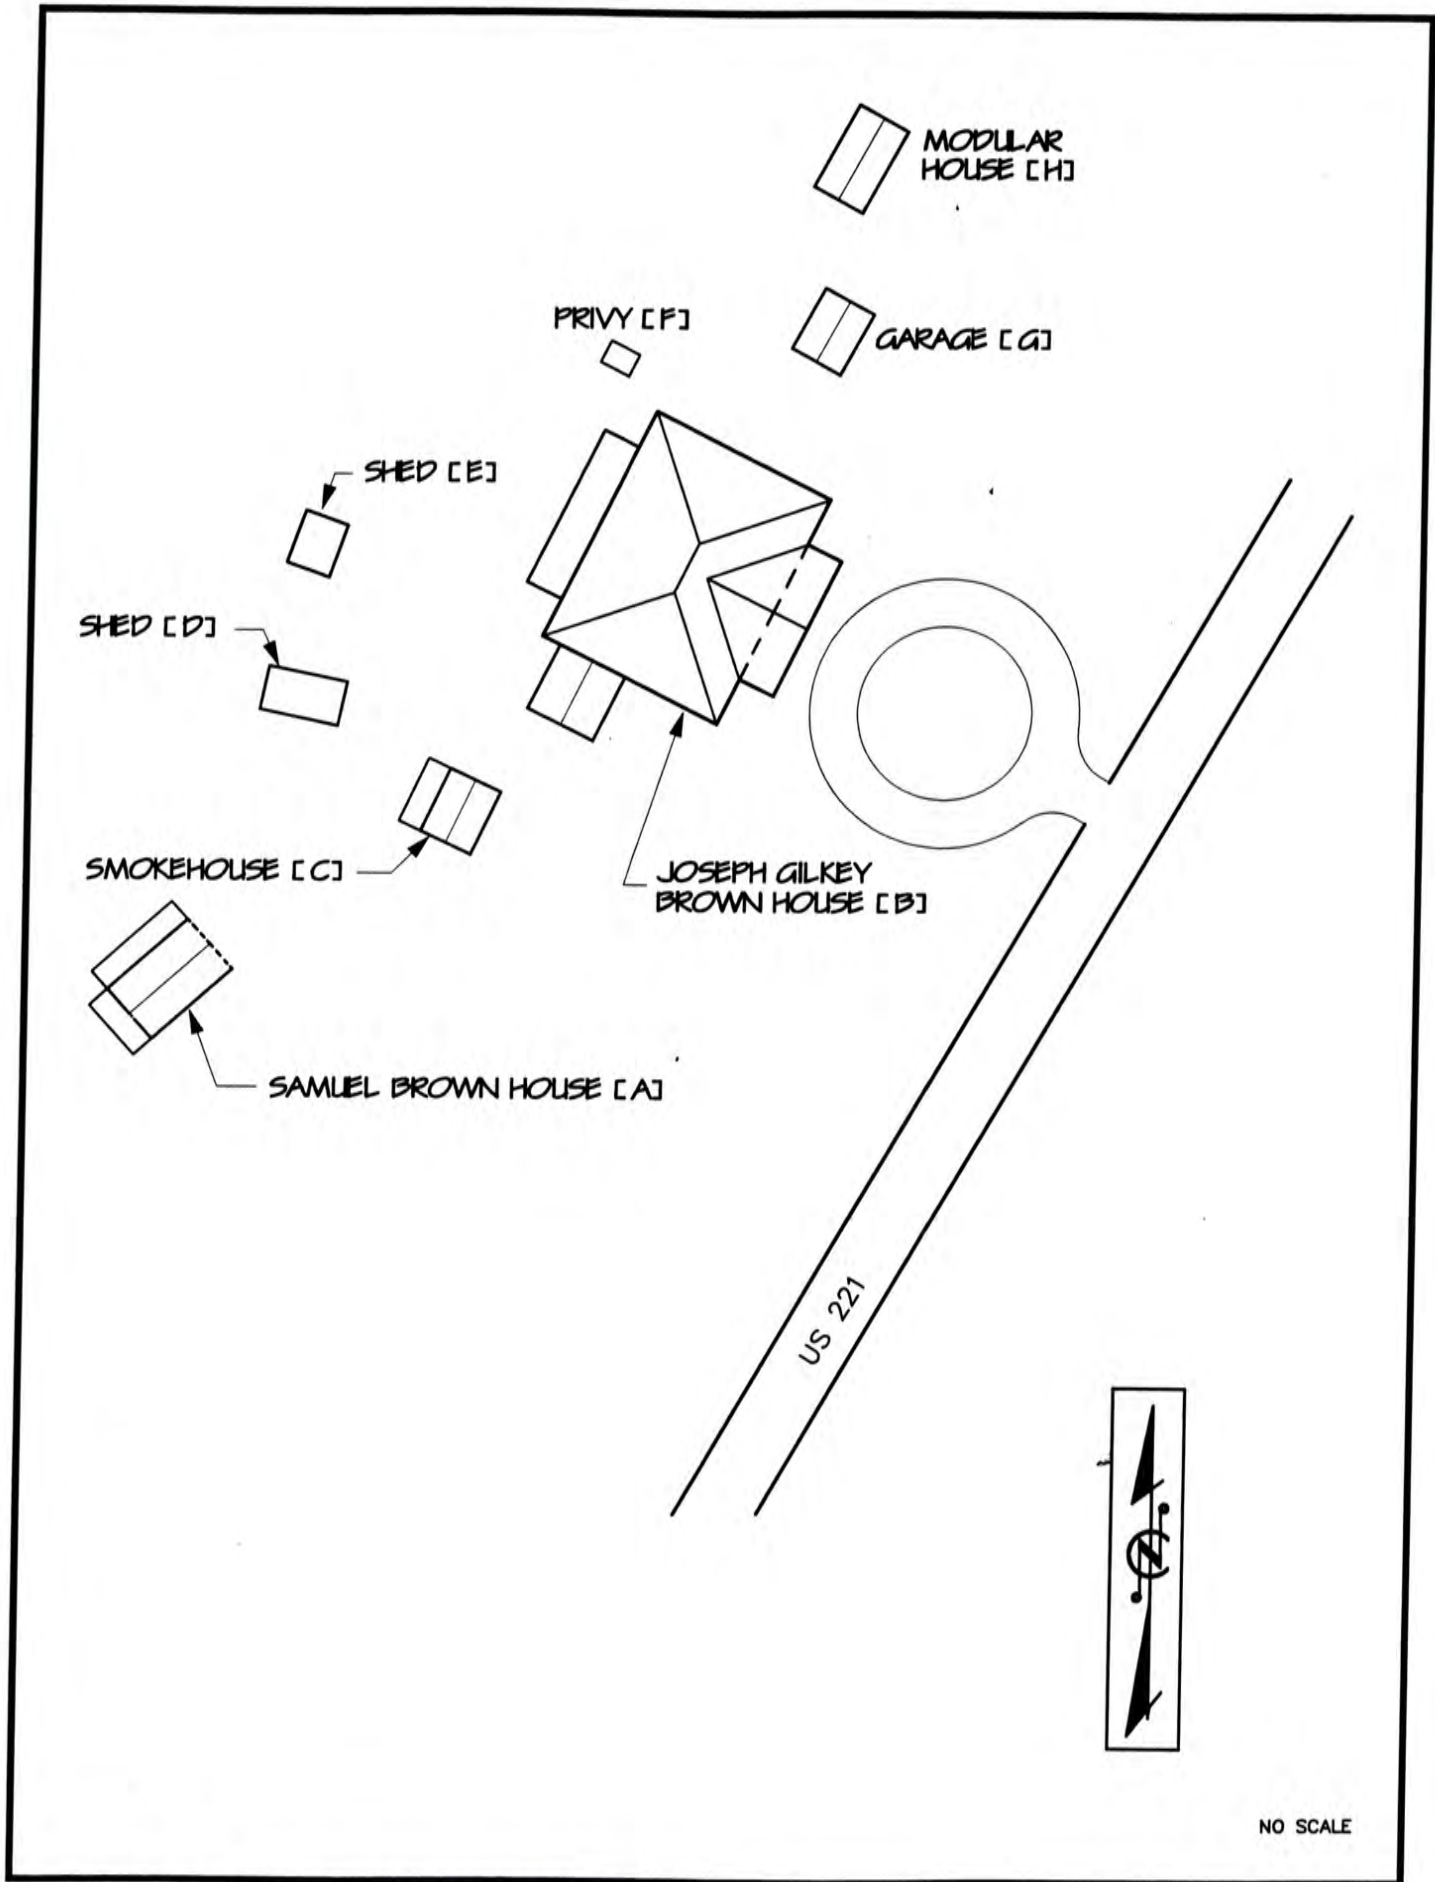 MODULAR
HOUSE [H]
PRIVY [F]
GARAGE [G]
SHED [E]
SHED [D]
SMOKEHOUSE [C]
JOSEPH GILKEY
BROWN HOUSE [B]
SAMUEL BROWN HOUSE [A]
US 221
N
NO SCALE